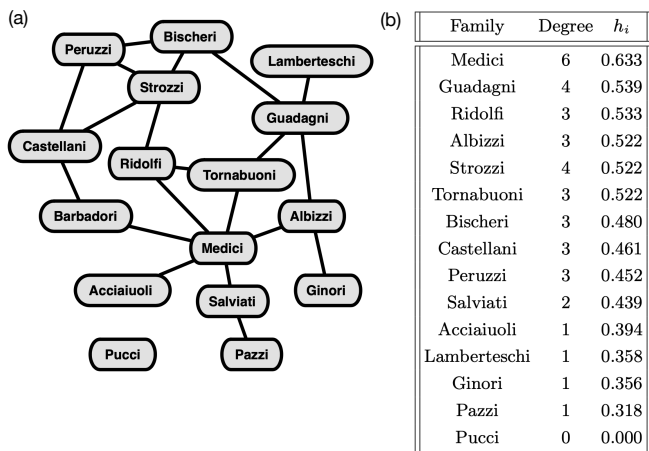 (a)
Peruzzi
Bischeri
Lamberteschi
Strozzi
Guadagni
Castellani
Ridolfi
Tornabuoni
Barbadori
Albizzi
Medici
Acciaiuoli
Salviati
Ginori
Pucci
Pazzi
(b)
Family Degree hᵢ
Medici 6 0.633
Guadagni 4 0.539
Ridolfi 3 0.533
Albizzi 3 0.522
Strozzi 4 0.522
Tornabuoni 3 0.522
Bischeri 3 0.480
Castellani 3 0.461
Peruzzi 3 0.452
Salviati 2 0.439
Acciaiuoli 1 0.394
Lamberteschi 1 0.358
Ginori 1 0.356
Pazzi 1 0.318
Pucci 0 0.000